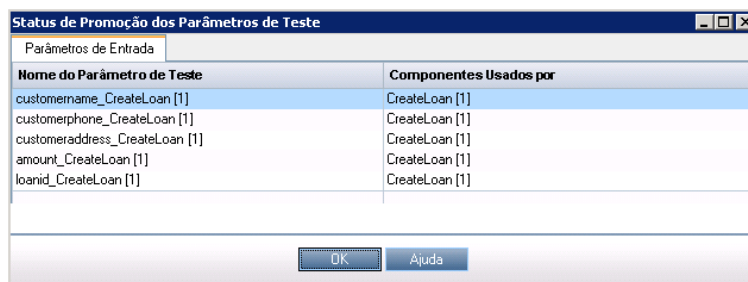 Status de Promoção dos Parâmetros de Teste
Parâmetros de Entrada
Nome do Parâmetro de Teste Componentes Usados por
customername_CreateLoan [1] CreateLoan [1]
customerphone_CreateLoan [1] CreateLoan [1]
customeraddress_CreateLoan [1] CreateLoan [1]
amount_CreateLoan [1] CreateLoan [1]
loanid_CreateLoan [1] CreateLoan [1]
OK Ajuda